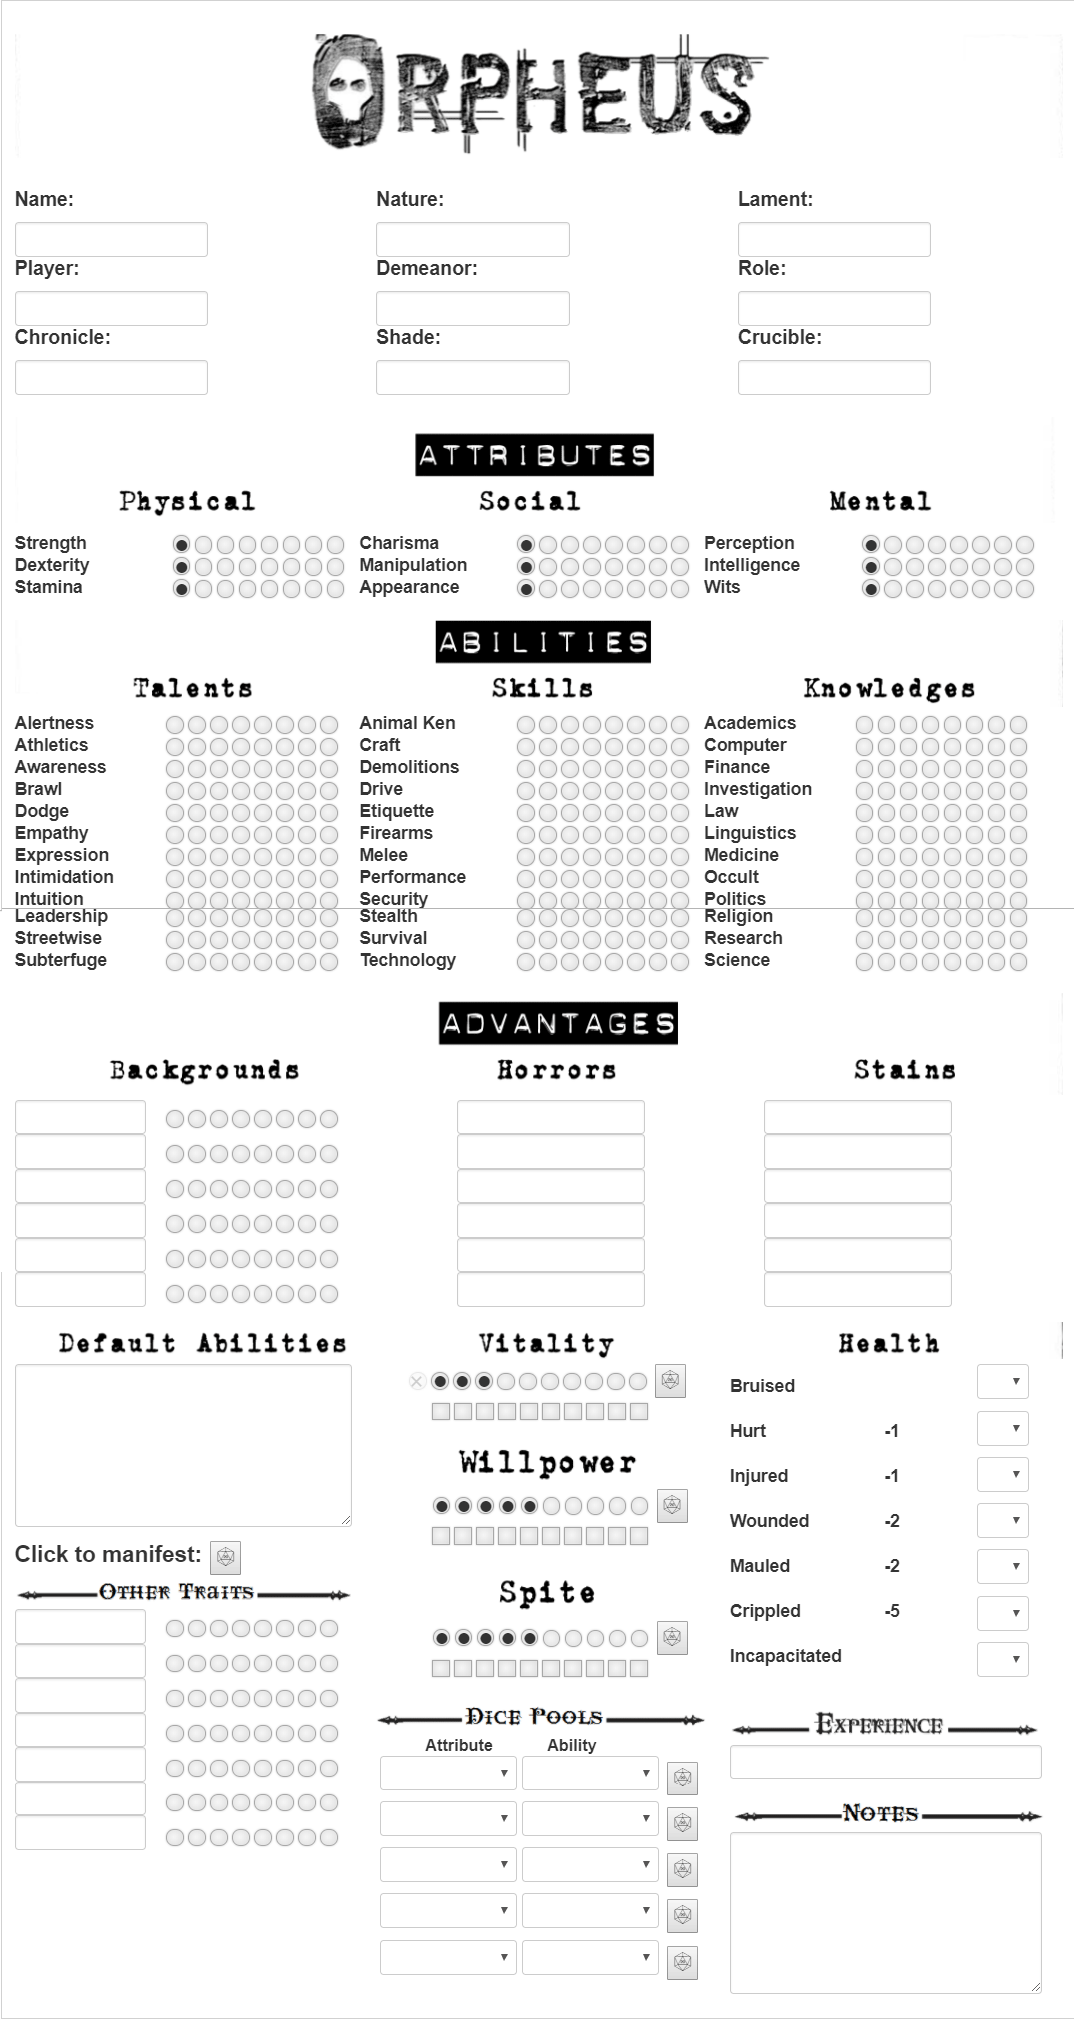 ORPHEUS
Name: Nature: Lament:
Player: Demeanor: Role:
Chronicle: Shade: Crucible:
ATTRIBUTES
Physical Social Mental
Strength Charisma Perception
Dexterity Manipulation Intelligence
Stamina Appearance Wits
ABILITIES
Talents Skills Knowledges
Alertness Animal Ken Academics
Athletics Craft Computer
Awareness Demolitions Finance
Brawl Drive Investigation
Dodge Etiquette Law
Empathy Firearms Linguistics
Expression Melee Medicine
Intimidation Performance Occult
Intuition Security Politics
Leadership Stealth Religion
Streetwise Survival Research
Subterfuge Technology Science
ADVANTAGES
Backgrounds Horrors Stains
Default Abilities Vitality Health
Bruised
Hurt -1
Willpower
Injured -1
Wounded -2
Click to manifest:
Mauled -2
Other Traits Spite
Crippled -5
Incapacitated
Dice Pools Experience
Attribute Ability
Notes